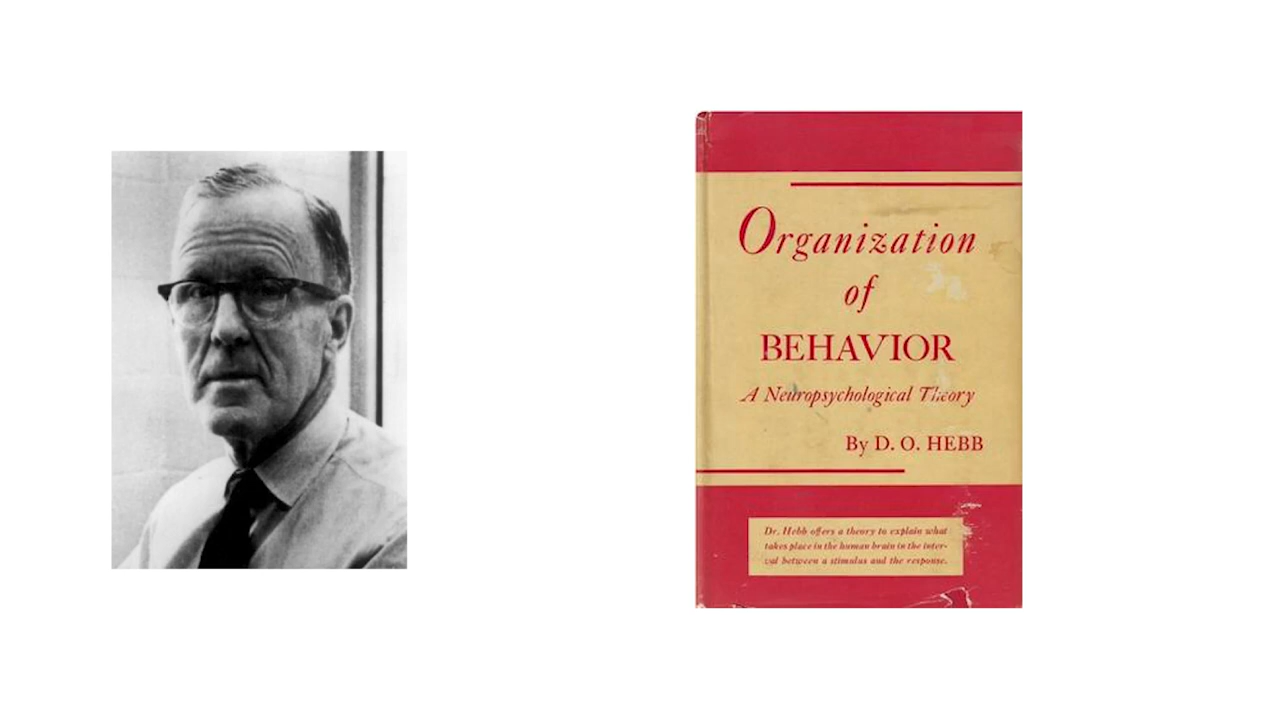 Organization
of
BEHAVIOR
A Neuropsychological Theory
By D. O. HEBB
Dr. Hebb offers a theory to explain what
takes place in the human brain in the inter-
val between a stimulus and the response.